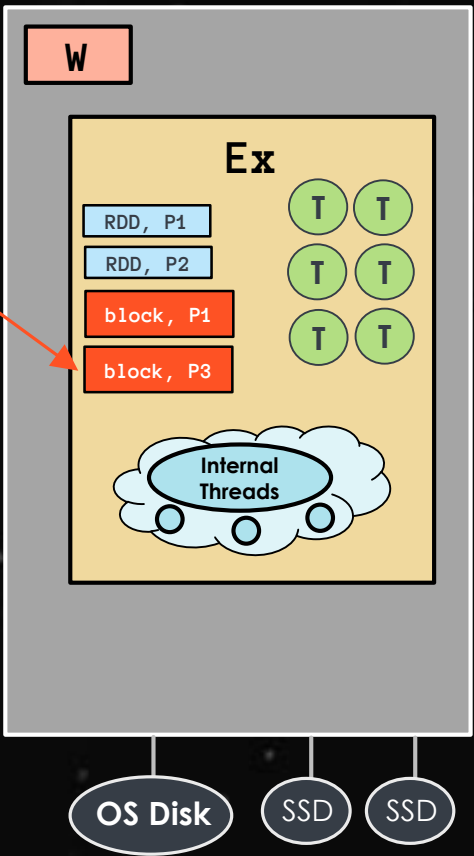 W
Ex
RDD, P1
RDD, P2
block, P1
block, P3
T T
T T
T T
Internal
Threads
OS Disk
SSD
SSD